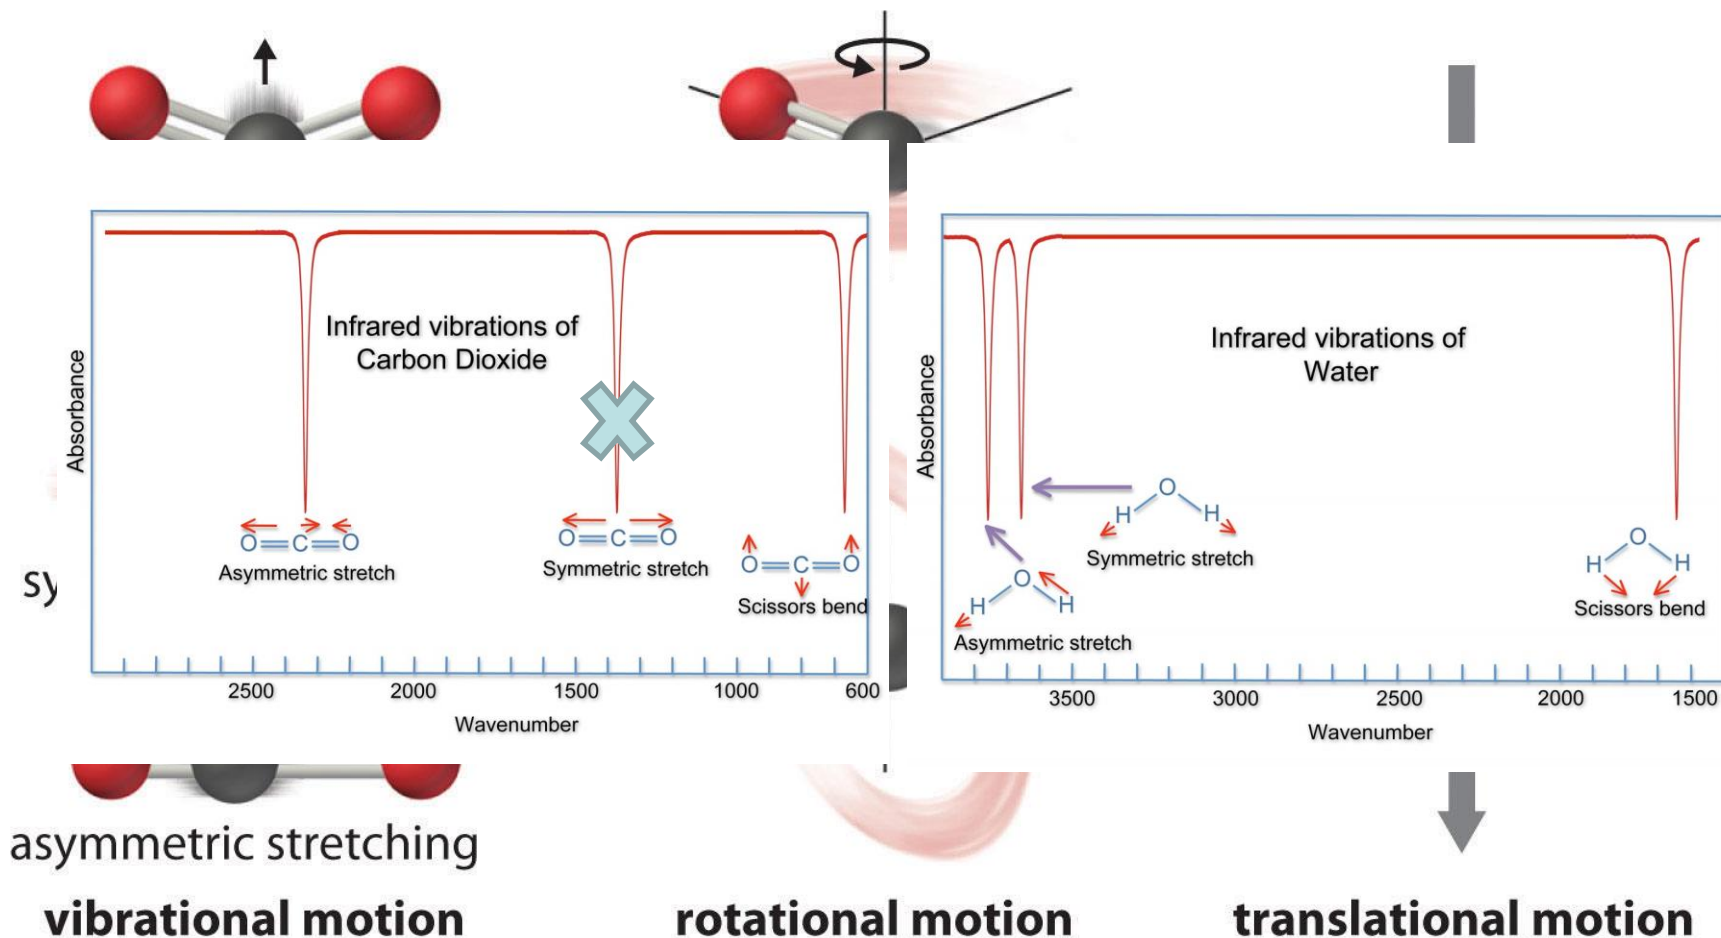 Infrared vibrations of
Carbon Dioxide
Absorbance
O=C=O
Asymmetric stretch
O=C=O
Symmetric stretch
O=C=O
Scissors bend
2500 2000 1500 1000 600
Wavenumber
Infrared vibrations of
Water
Absorbance
O
H H
Symmetric stretch
O
H H
Asymmetric stretch
O
H H
Scissors bend
3500 3000 2500 2000 1500
Wavenumber
sy
asymmetric stretching
vibrational motion
rotational motion
translational motion